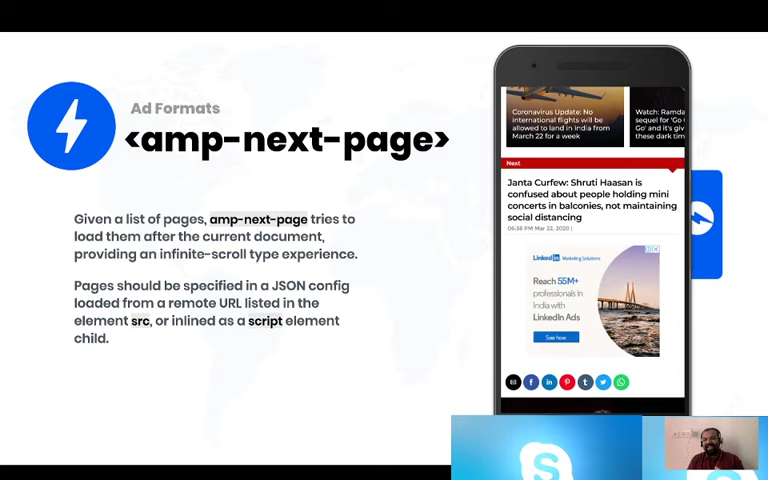 Ad Formats
<amp-next-page>
Given a list of pages, amp-next-page tries to
load them after the current document,
providing an infinite-scroll type experience.
Pages should be specified in a JSON config
loaded from a remote URL listed in the
element src, or inlined as a script element
child.
Coronavirus Update: No
international flights will be
allowed to land in India from
March 22 for a week
Watch: Ramda
sequel for 'Go
Go' and it's giv
these dark tim
Next
Janta Curfew: Shruti Haasan is
confused about people holding mini
concerts in balconies, not maintaining
social distancing
06:58 PM Mar 22, 2020 |
LinkedIn Marketing Solutions
Reach 55M+
professionals in
India with
LinkedIn Ads
See how